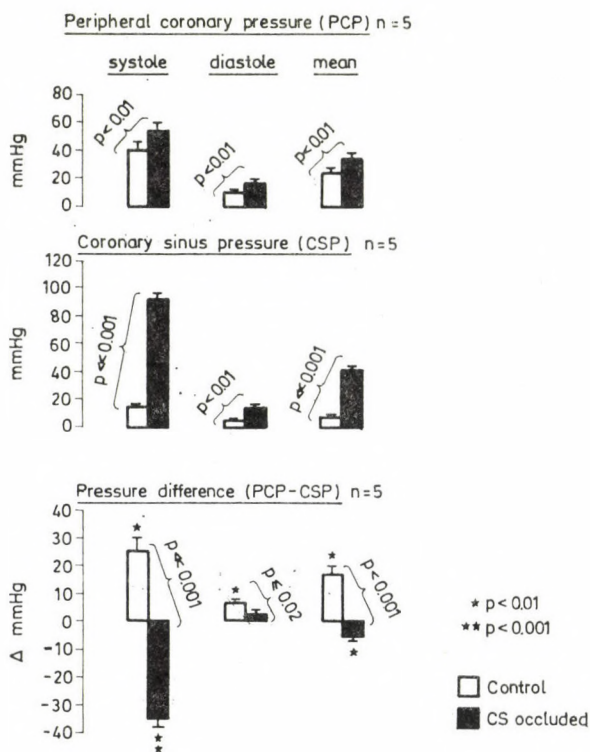 Peripheral coronary pressure (PCP) n = 5
systole diastole mean
mmHg
80
60
40
20
0
p < 0.01
p < 0.01
p < 0.01
Coronary sinus pressure (CSP) n = 5
mmHg
120
100
80
60
40
20
0
p ≪ 0.001
p < 0.01
p ≪ 0.001
Pressure difference (PCP-CSP) n = 5
Δ mmHg
40
30
20
10
0
-10
-20
-30
-40
★
p ≪ 0.001
★
★
★
p ≤ 0.02
★
p < 0.001
★
★ p < 0.01
★★ p < 0.001
Control
CS occluded